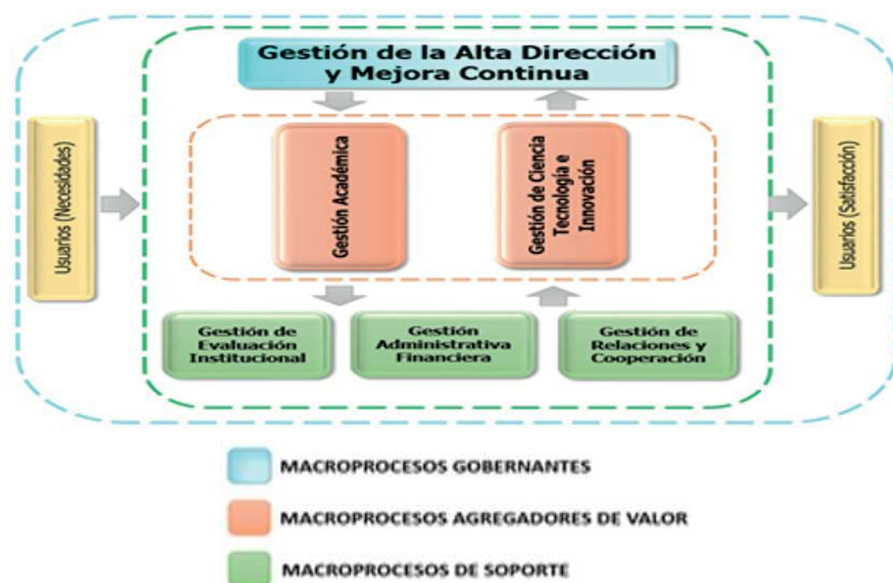 Gestión de la Alta Dirección
y Mejora Continua
Usuarios (Necesidades)
Gestión Académica
Gestión de Ciencia
Tecnología e
Innovación
Usuarios (Satisfacción)
Gestión de
Evaluación
Institucional
Gestión
Administrativa
Financiera
Gestión de
Relaciones y
Cooperación
MACROPROCESOS GOBERNANTES
MACROPROCESOS AGREGADORES DE VALOR
MACROPROCESOS DE SOPORTE